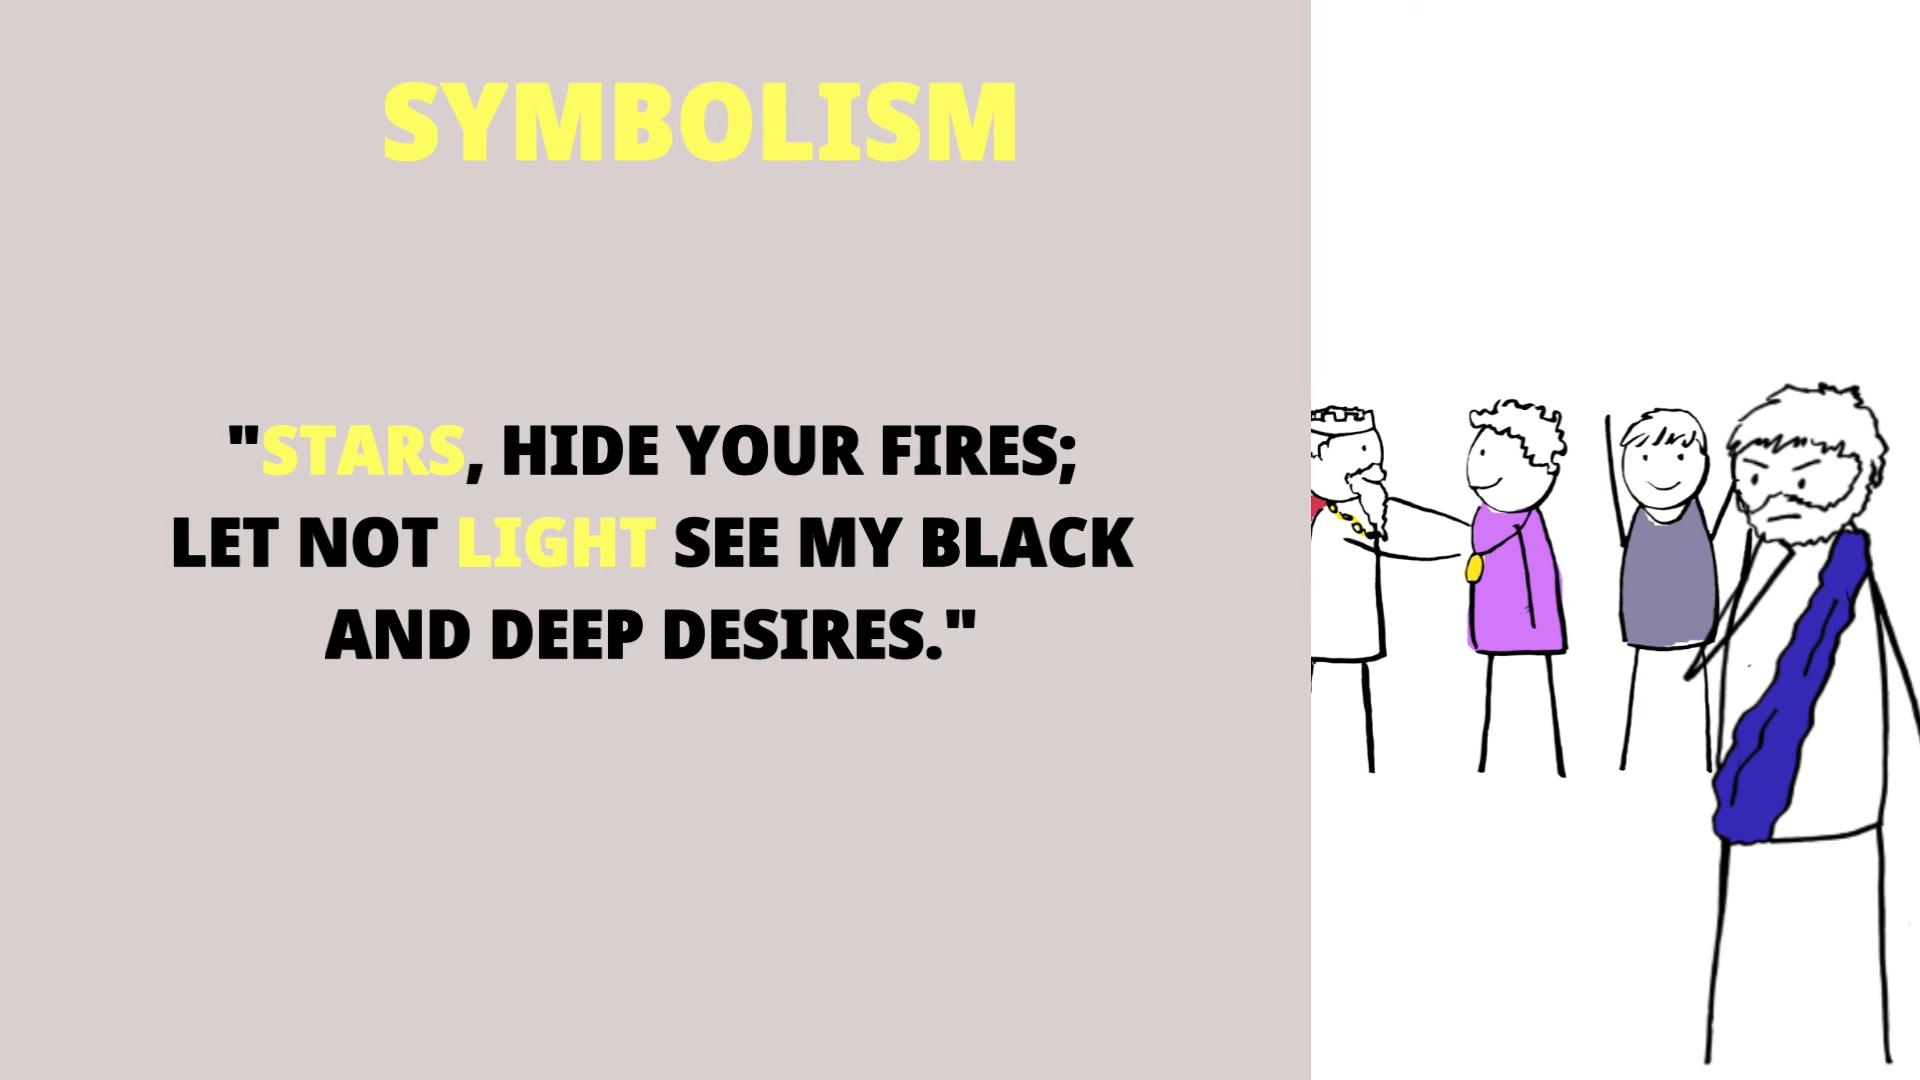 SYMBOLISM
"STARS, HIDE YOUR FIRES;
LET NOT LIGHT SEE MY BLACK
AND DEEP DESIRES."